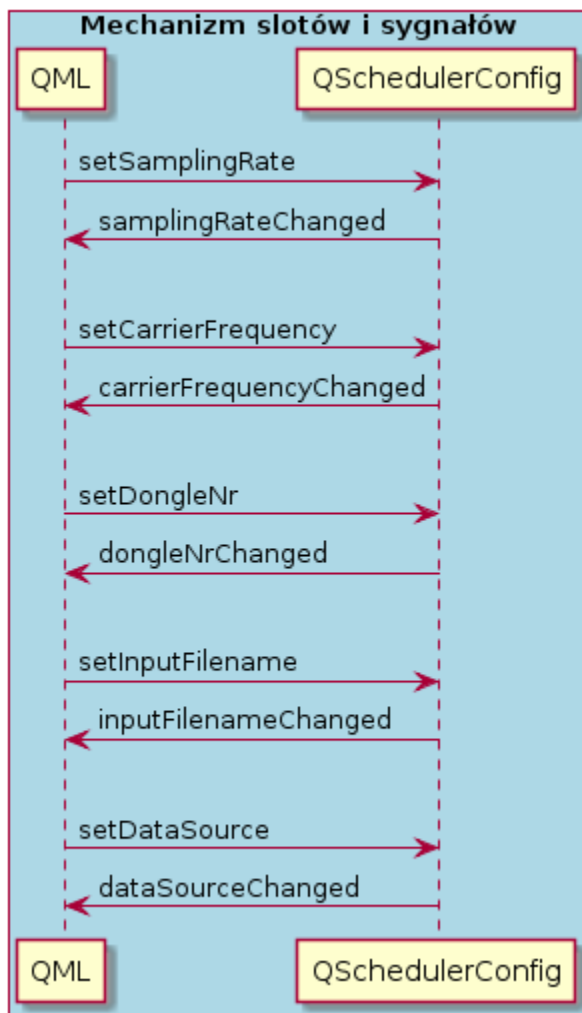 Mechanizm slotów i sygnałów
QML QSchedulerConfig
setSamplingRate
samplingRateChanged
setCarrierFrequency
carrierFrequencyChanged
setDongleNr
dongleNrChanged
setInputFilename
inputFilenameChanged
setDataSource
dataSourceChanged
QML QSchedulerConfig